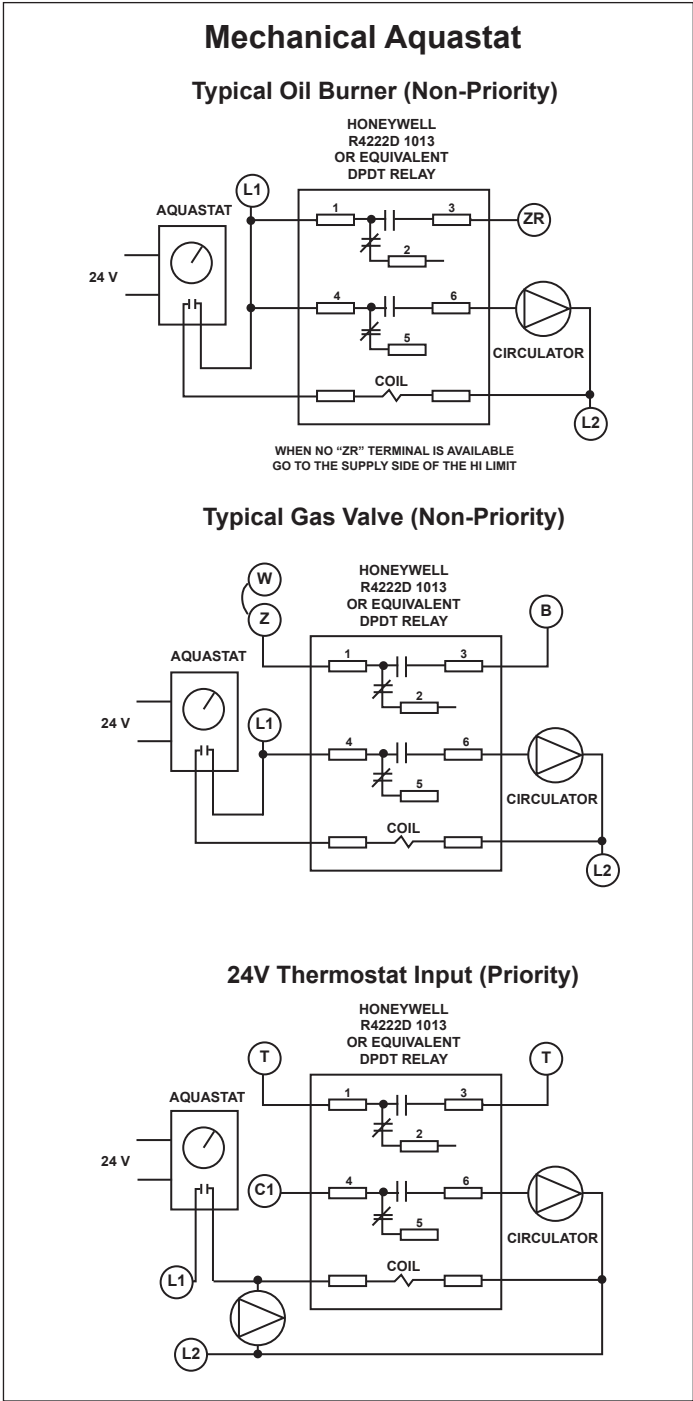 Mechanical Aquastat
Typical Oil Burner (Non-Priority)
HONEYWELL
R4222D 1013
OR EQUIVALENT
DPDT RELAY
L1
AQUASTAT
1
3
ZR
2
24 V
4
6
5
CIRCULATOR
COIL
L2
WHEN NO “ZR” TERMINAL IS AVAILABLE
GO TO THE SUPPLY SIDE OF THE HI LIMIT
Typical Gas Valve (Non-Priority)
W
HONEYWELL
R4222D 1013
OR EQUIVALENT
DPDT RELAY
Z
B
AQUASTAT
1
3
2
24 V
L1
4
6
5
CIRCULATOR
COIL
L2
24V Thermostat Input (Priority)
HONEYWELL
R4222D 1013
OR EQUIVALENT
DPDT RELAY
T
T
AQUASTAT
1
3
2
24 V
C1
4
6
5
CIRCULATOR
COIL
L1
L2